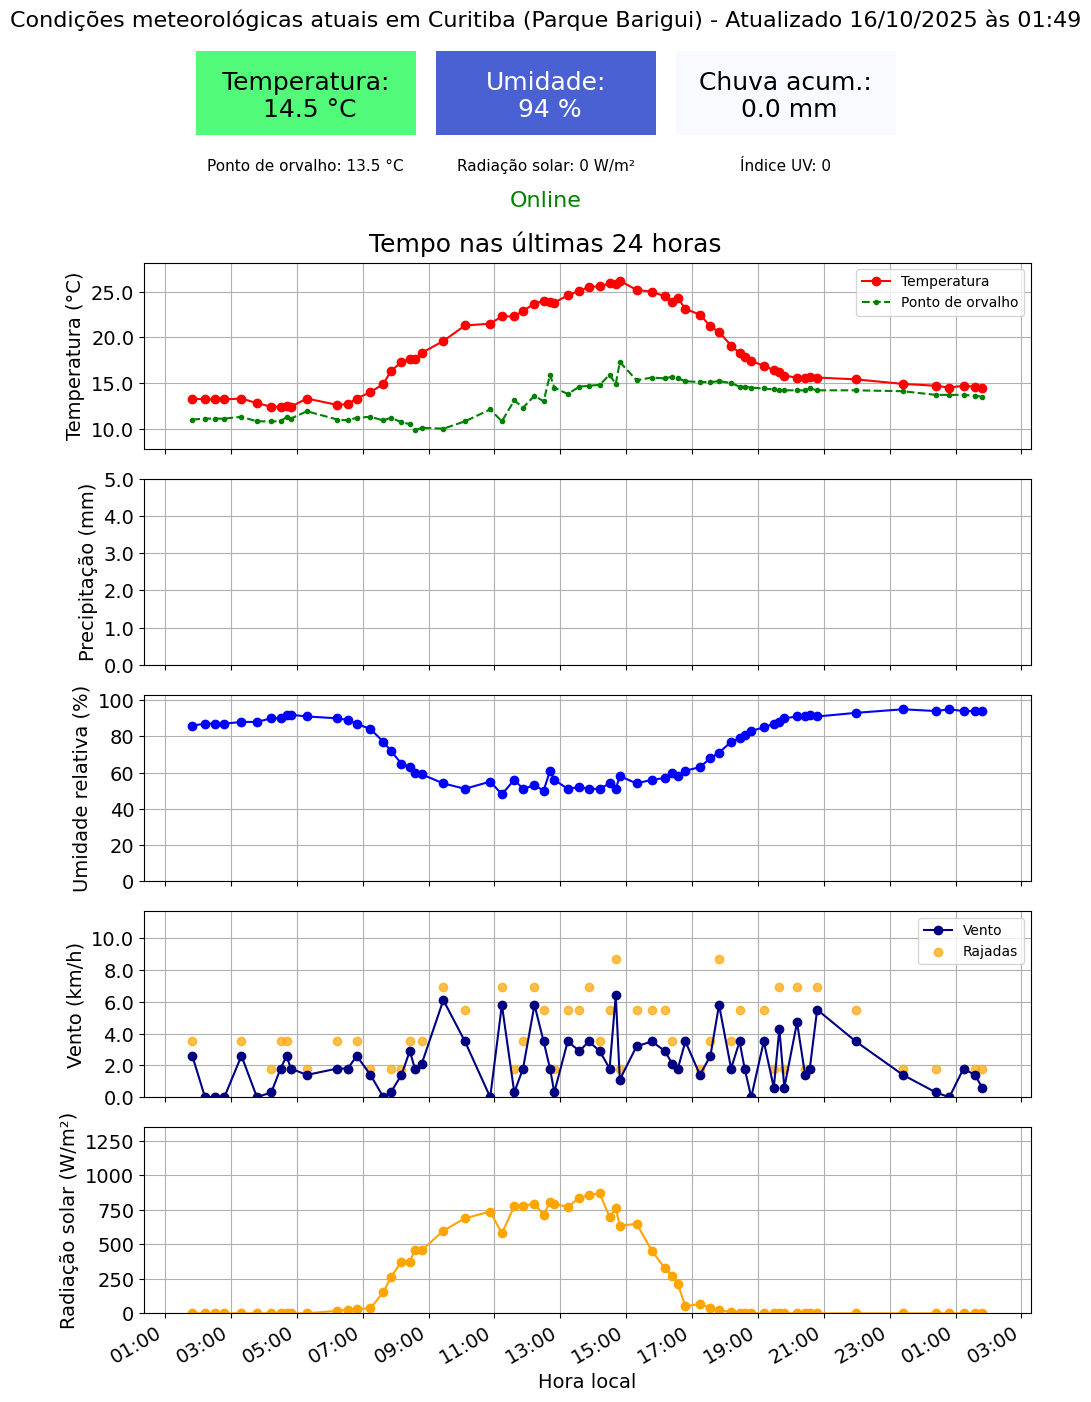 Condições meteorológicas atuais em Curitiba (Parque Barigui) - Atualizado 16/10/2025 às 01:49
Temperatura:
14.5 °C
Umidade:
94 %
Chuva acum.:
0.0 mm
Ponto de orvalho: 13.5 °C
Radiação solar: 0 W/m²
Índice UV: 0
Online
Tempo nas últimas 24 horas
Temperatura (°C)
25.0
20.0
15.0
10.0
Temperatura
Ponto de orvalho
Precipitação (mm)
5.0
4.0
3.0
2.0
1.0
0.0
Umidade relativa (%)
100
80
60
40
20
0
Vento (km/h)
10.0
8.0
6.0
4.0
2.0
0.0
Vento
Rajadas
Radiação solar (W/m²)
1250
1000
750
500
250
0
01:00 03:00 05:00 07:00 09:00 11:00 13:00 15:00 17:00 19:00 21:00 23:00 01:00 03:00
Hora local